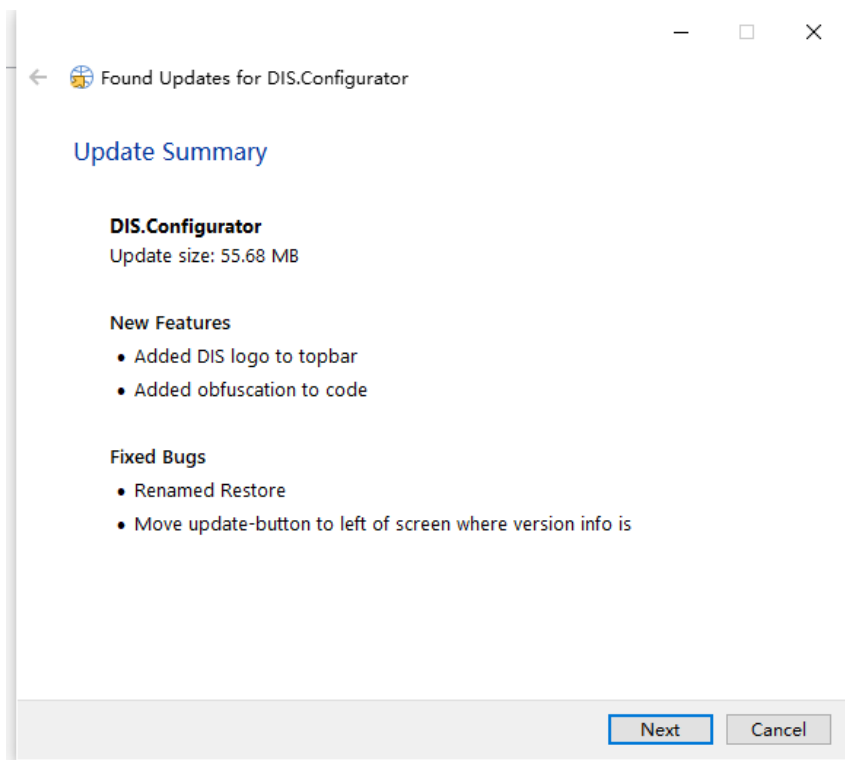 Found Updates for DIS.Configurator
Update Summary
DIS.Configurator
Update size: 55.68 MB
New Features
• Added DIS logo to topbar
• Added obfuscation to code
Fixed Bugs
• Renamed Restore
• Move update-button to left of screen where version info is
Next Cancel